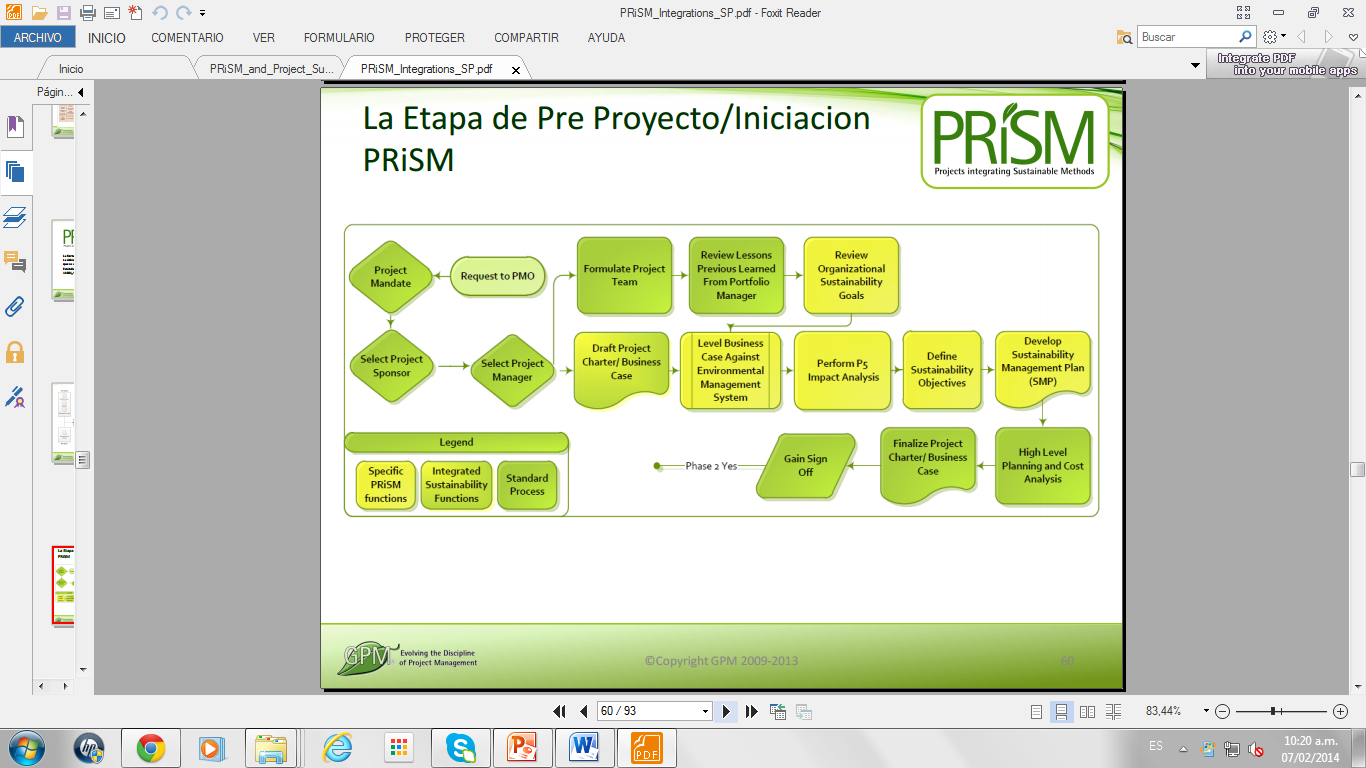 PRiSM_Integrations_SP.pdf - Foxit Reader
ARCHIVO INICIO COMENTARIO VER FORMULARIO PROTEGER COMPARTIR AYUDA
Buscar
Inicio PRiSM_and_Project_Su... PRiSM_Integrations_SP.pdf
Integrate PDF
into your mobile apps
Págin...
La Etapa de Pre Proyecto/Iniciacion
PRiSM
PRiSM
Projects integrating Sustainable Methods
Project
Mandate
Request to PMO
Formulate Project
Team
Review Lessons
Previous Learned
From Portfolio
Manager
Review
Organizational
Sustainability
Goals
Select Project
Sponsor
Select Project
Manager
Draft Project
Charter/ Business
Case
Level Business
Case Against
Environmental
Management
System
Perform P5
Impact Analysis
Define
Sustainability
Objectives
Develop
Sustainability
Management Plan
(SMP)
High Level
Planning and Cost
Analysis
Finalize Project
Charter/ Business
Case
Gain Sign
Off
Phase 2 Yes
Legend
Specific
PRiSM
functions
Integrated
Sustainability
Functions
Standard
Process
GPM
Evolving the Discipline
of Project Management
©Copyright GPM 2009-2013
60
60 / 93
83,44%
ES
10:20 a.m.
07/02/2014